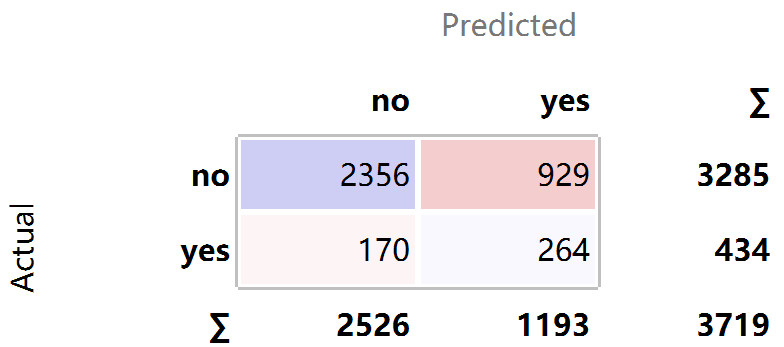 Predicted
no yes ∑
no 2356 929 3285
Actual
yes 170 264 434
∑ 2526 1193 3719